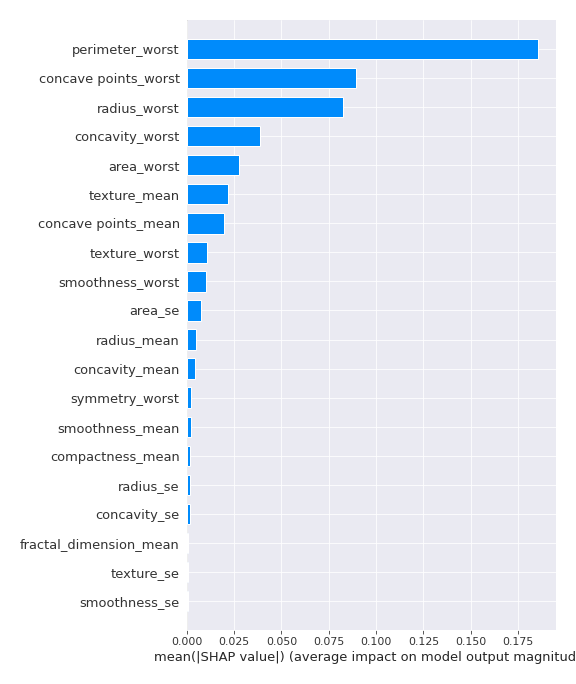 perimeter_worst
concave points_worst
radius_worst
concavity_worst
area_worst
texture_mean
concave points_mean
texture_worst
smoothness_worst
area_se
radius_mean
concavity_mean
symmetry_worst
smoothness_mean
compactness_mean
radius_se
concavity_se
fractal_dimension_mean
texture_se
smoothness_se
0.000 0.025 0.050 0.075 0.100 0.125 0.150 0.175
mean(|SHAP value|) (average impact on model output magnitud